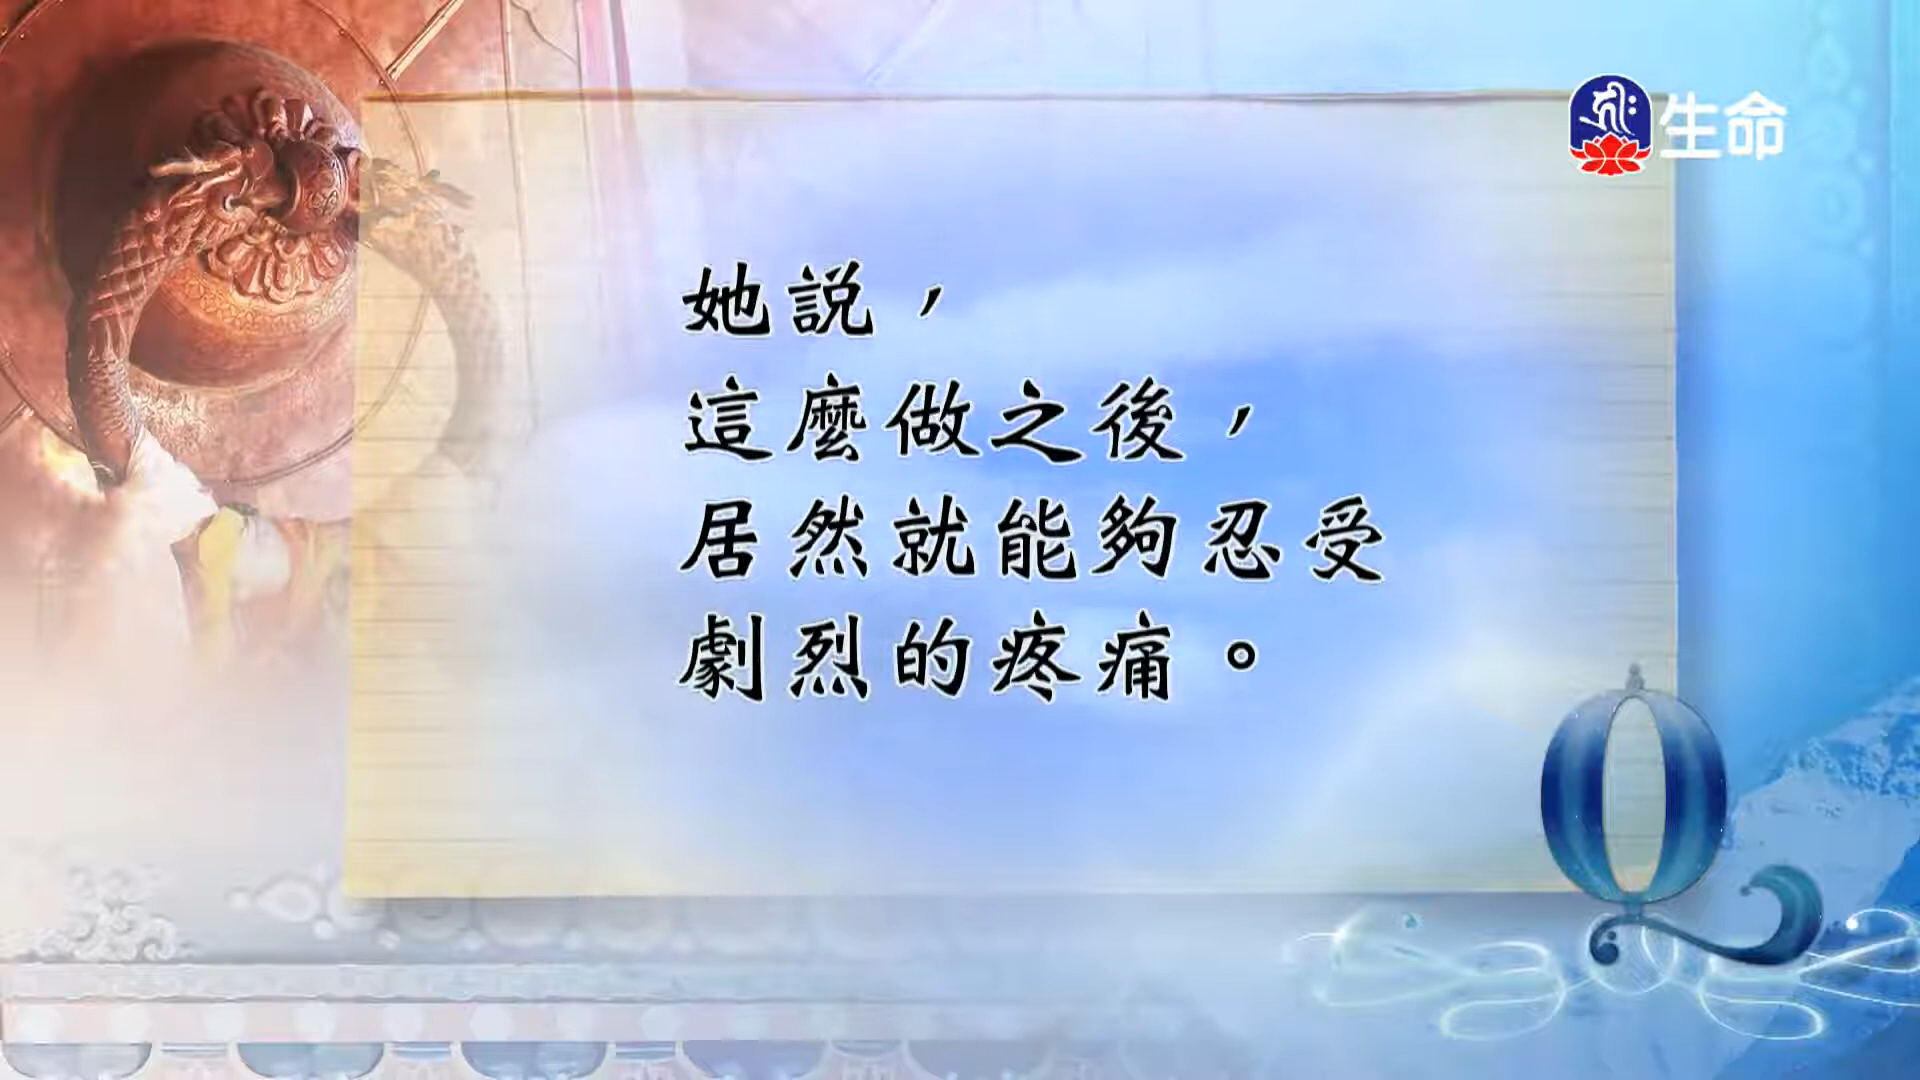 生命
她説，
這麼做之後，
居然就能夠忍受
劇烈的疼痛。
Q